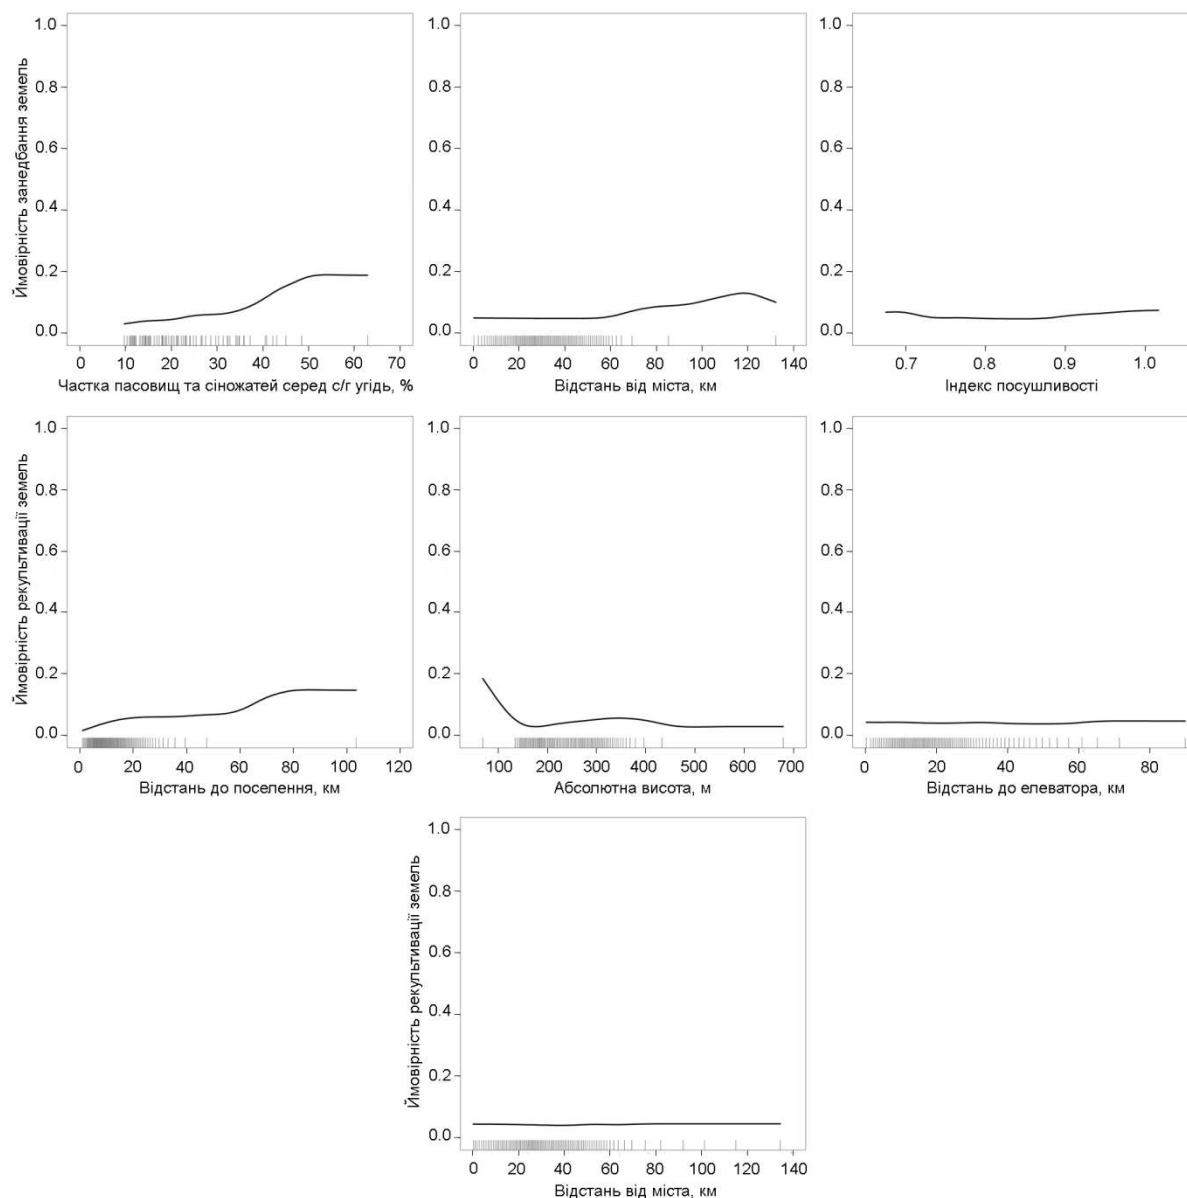 Ймовірність занедбання земель
1.0
0.8
0.6
0.4
0.2
0.0
0 10 20 30 40 50 60 70
Частка пасовищ та сіножатей серед с/г угідь, %
1.0
0.8
0.6
0.4
0.2
0.0
0 20 40 60 80 100 120 140
Відстань від міста, км
1.0
0.8
0.6
0.4
0.2
0.0
0.7 0.8 0.9 1.0
Індекс посушливості
Ймовірність рекультивації земель
1.0
0.8
0.6
0.4
0.2
0.0
0 20 40 60 80 100 120
Відстань до поселення, км
1.0
0.8
0.6
0.4
0.2
0.0
100 200 300 400 500 600 700
Абсолютна висота, м
1.0
0.8
0.6
0.4
0.2
0.0
0 20 40 60 80
Відстань до елеватора, км
Ймовірність рекультивації земель
1.0
0.8
0.6
0.4
0.2
0.0
0 20 40 60 80 100 120 140
Відстань від міста, км